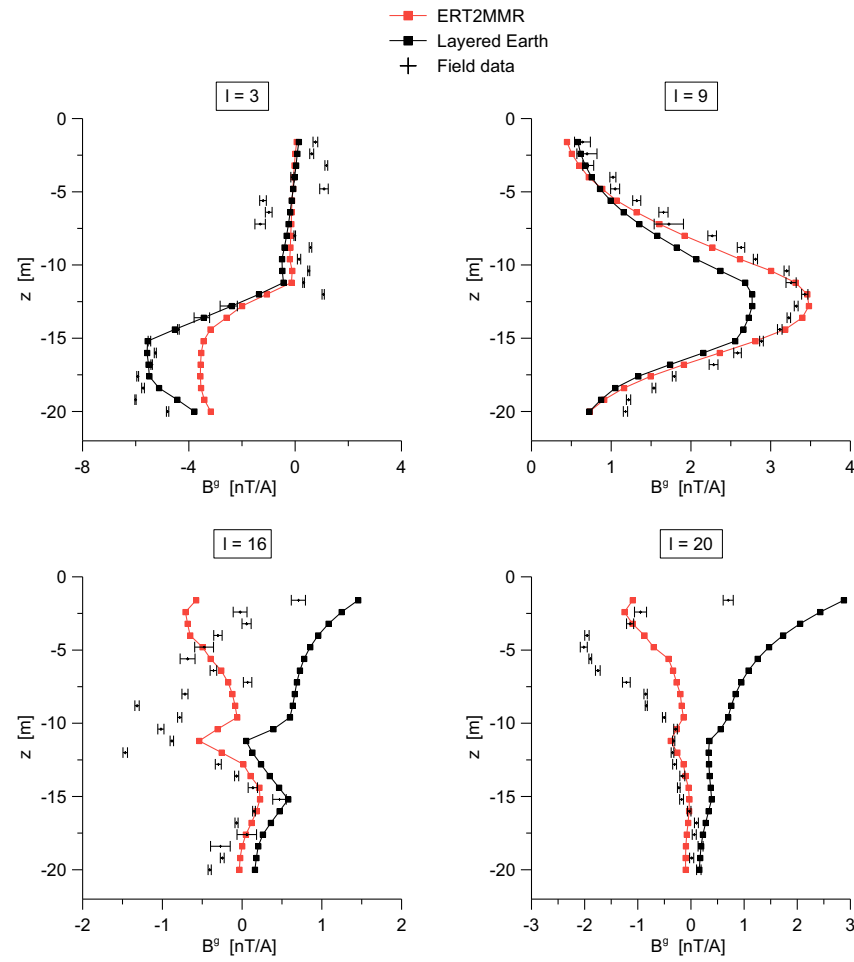 ERT2MMR
Layered Earth
Field data
I = 3
I = 9
0
-5
-10
-15
-20
z [m]
-8
-4
0
4
Bᵍ [nT/A]
0
-5
-10
-15
-20
z [m]
0
1
2
3
4
Bᵍ [nT/A]
I = 16
I = 20
0
-5
-10
-15
-20
z [m]
-2
-1
0
1
2
Bᵍ [nT/A]
0
-5
-10
-15
-20
z [m]
-3
-2
-1
0
1
2
3
Bᵍ [nT/A]